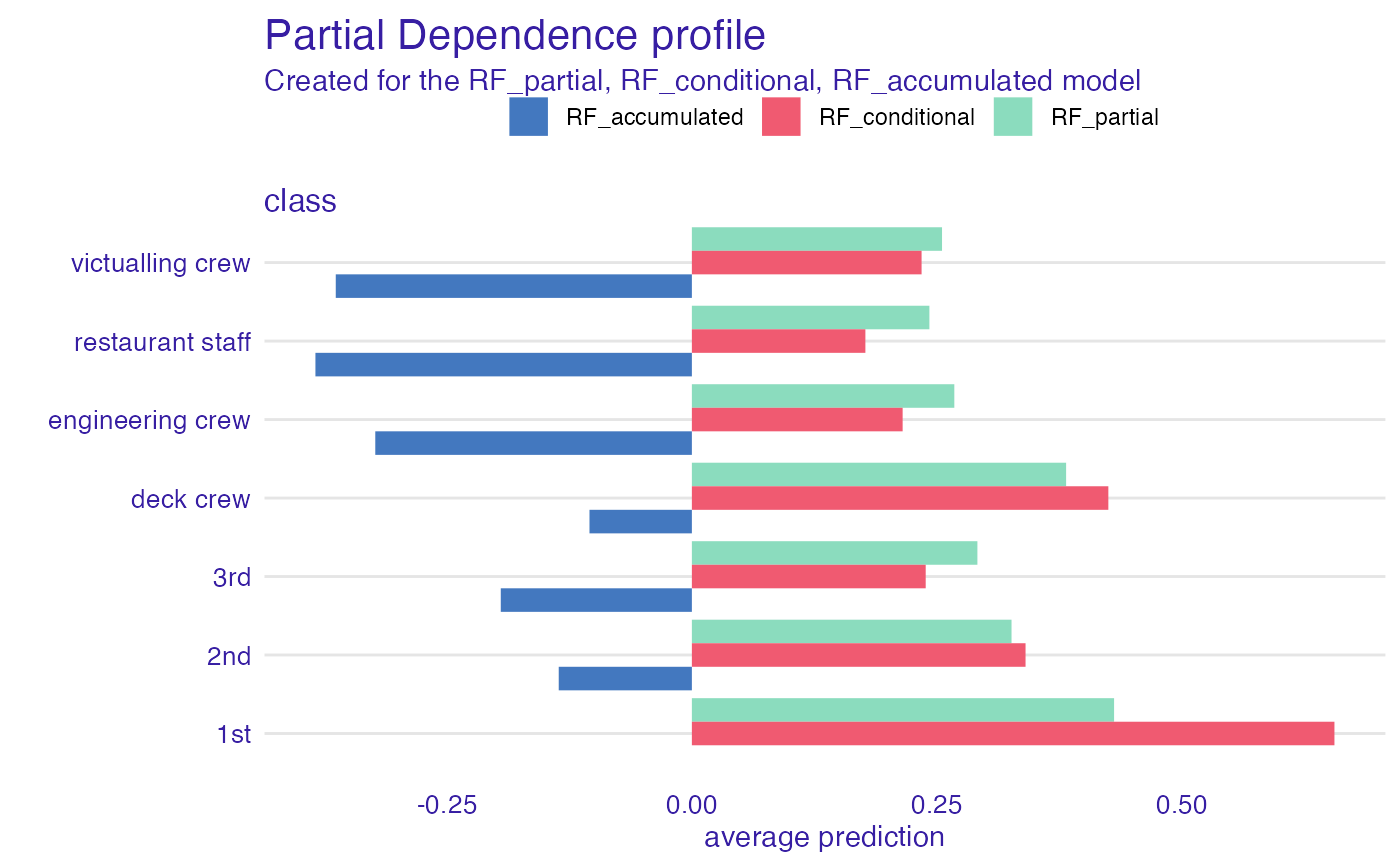 Partial Dependence profile
Created for the RF_partial, RF_conditional, RF_accumulated model
RF_accumulated RF_conditional RF_partial
class
victualling crew
restaurant staff
engineering crew
deck crew
3rd
2nd
1st
-0.25 0.00 0.25 0.50
average prediction